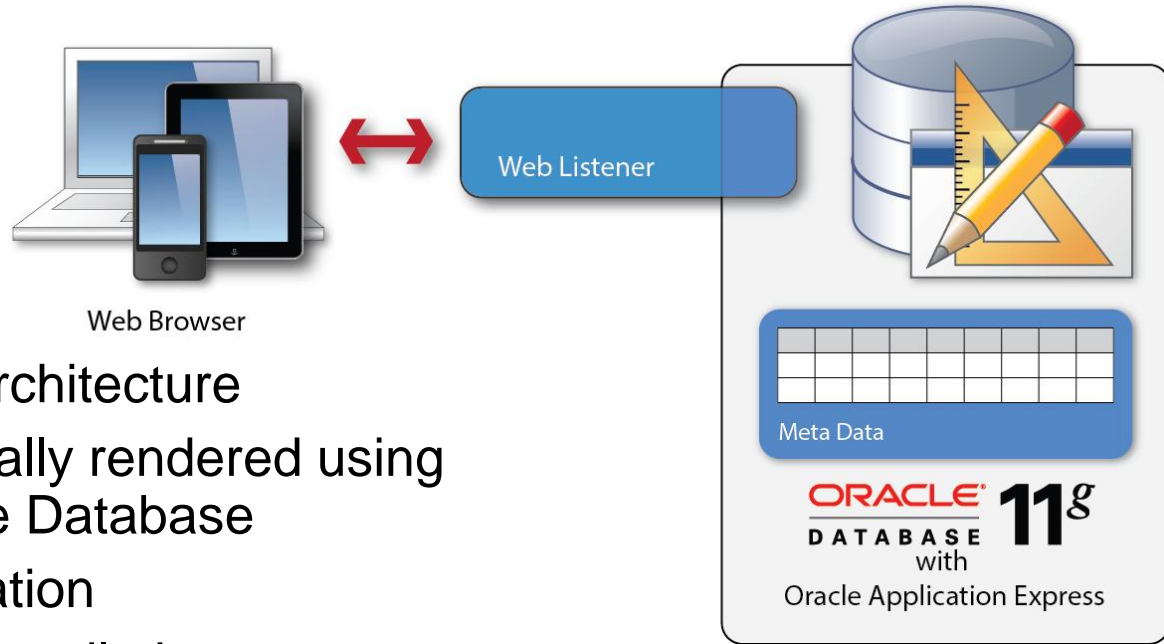 Web Listener
Web Browser
rchitecture
ally rendered using
e Database
ation
Meta Data
ORACLE®
DATABASE 11g
with
Oracle Application Express